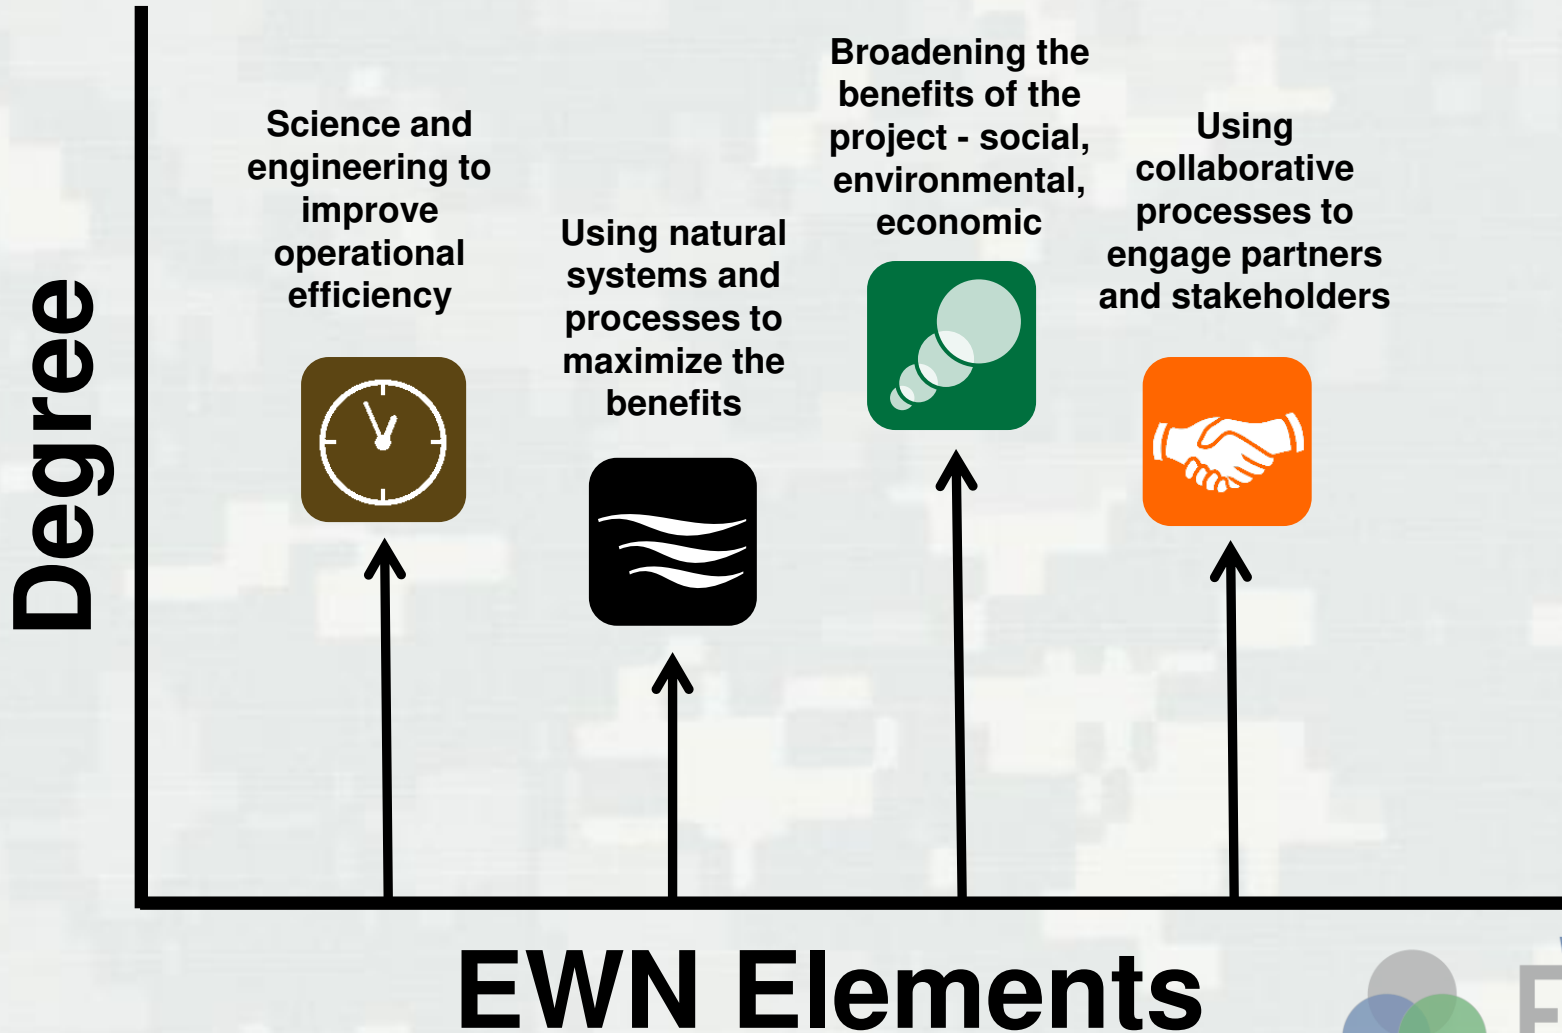 Degree
Science and
engineering to
improve
operational
efficiency
Using natural
systems and
processes to
maximize the
benefits
Broadening the
benefits of the
project - social,
environmental,
economic
Using
collaborative
processes to
engage partners
and stakeholders
EWN Elements